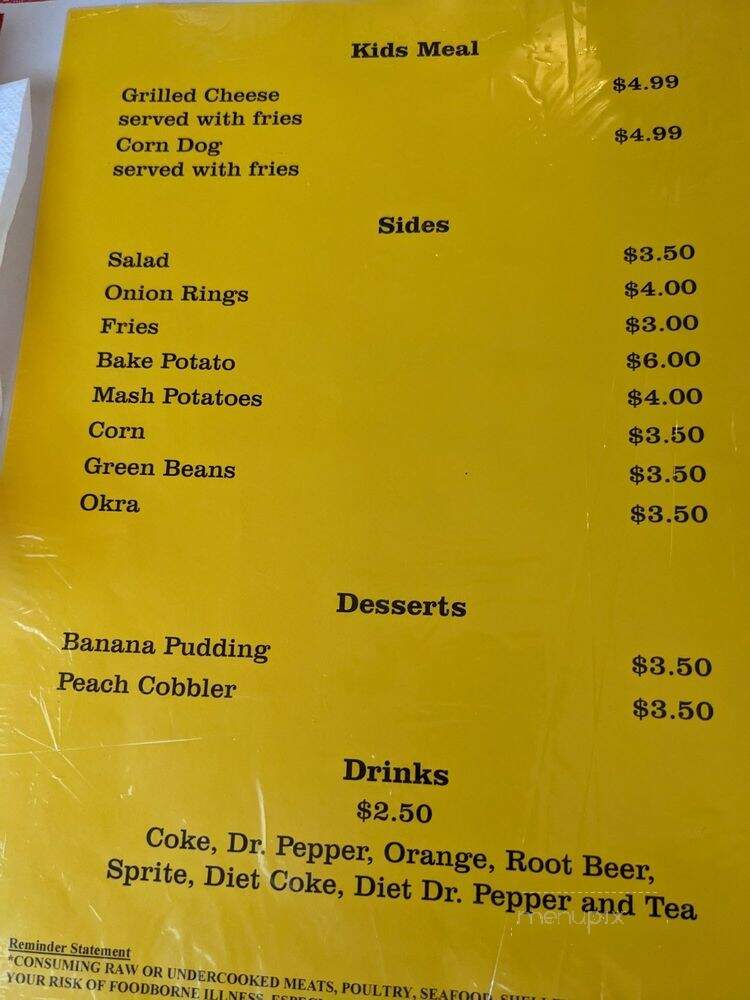 Kids Meal
Grilled Cheese $4.99
served with fries
Corn Dog $4.99
served with fries
Sides
Salad $3.50
Onion Rings $4.00
Fries $3.00
Bake Potato $6.00
Mash Potatoes $4.00
Corn $3.50
Green Beans $3.50
Okra $3.50
Desserts
Banana Pudding $3.50
Peach Cobbler $3.50
Drinks
$2.50
Coke, Dr. Pepper, Orange, Root Beer,
Sprite, Diet Coke, Diet Dr. Pepper and Tea
menupix
Reminder Statement
*CONSUMING RAW OR UNDERCOOKED MEATS, POULTRY, SEAFOOD,
YOUR RISK OF FOODBORNE ILLNESS,